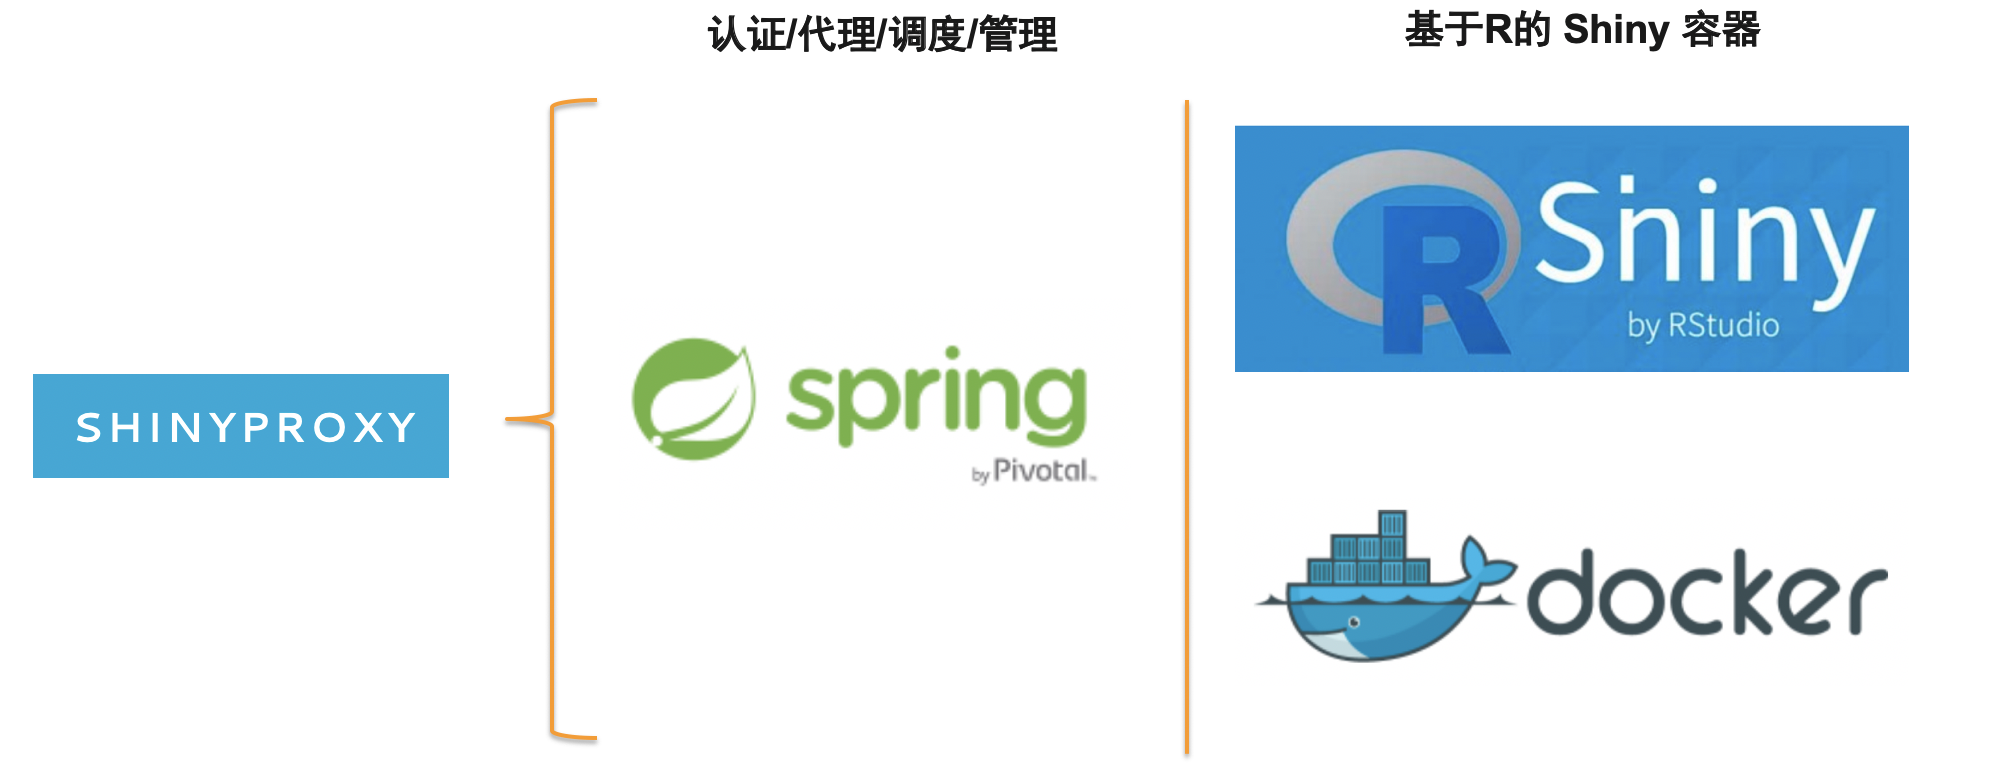 认证/代理/调度/管理
基于R的 Shiny 容器
SHINYPROXY
spring
by Pivotal™
R Shiny
by RStudio
docker